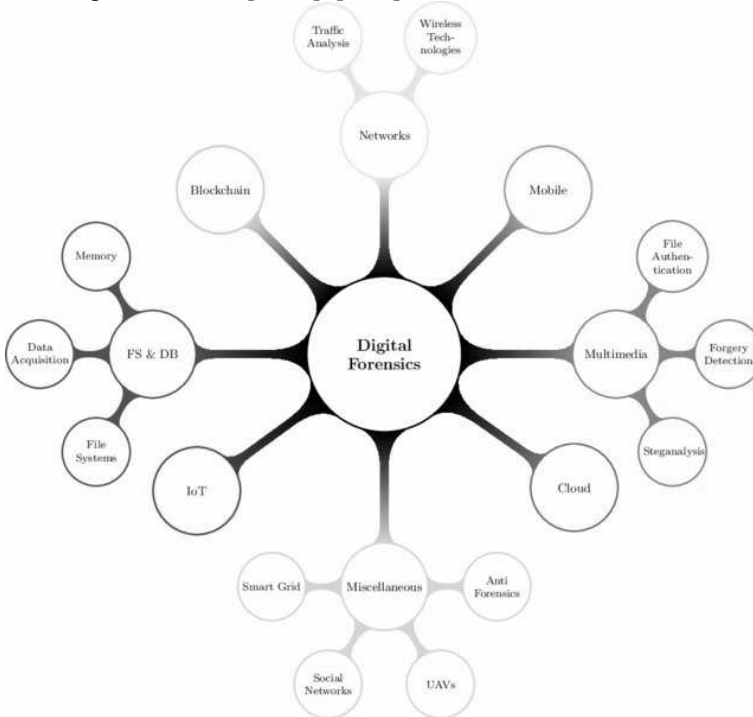 Traffic
Analysis
Wireless
Tech-
nologies
Networks
Blockchain
Mobile
Memory
File
Authen-
tication
Data
Acquisition
FS & DB
Digital
Forensics
Multimedia
Forgery
Detection
File
Systems
Steganalysis
IoT
Cloud
Smart Grid
Miscellaneous
Anti
Forensics
Social
Networks
UAVs